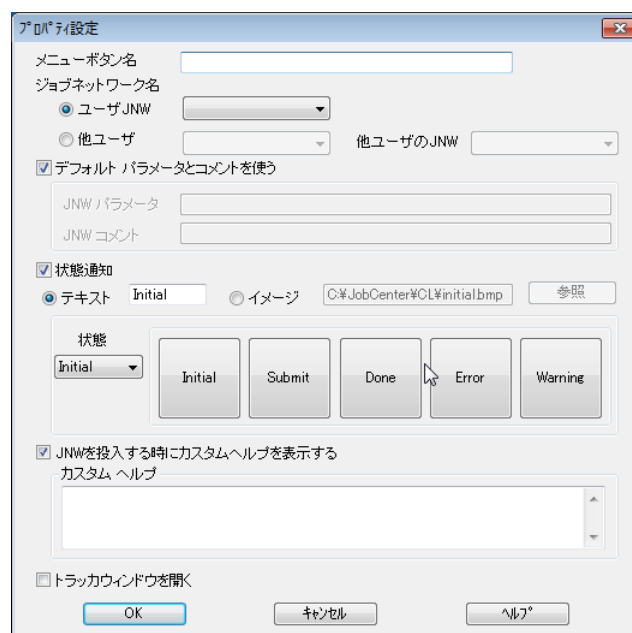 プロパティ設定
メニューボタン名
ジョブネットワーク名
ユーザJNW
他ユーザ 他ユーザのJNW
デフォルト パラメータとコメントを使う
JNW パラメータ
JNW コメント
状態通知
テキスト Initial イメージ C:¥JobCenter¥CL¥initial.bmp 参照
状態
Initial Initial Submit Done Error Warning
JNWを投入する時にカスタムヘルプを表示する
カスタム ヘルプ
トラッカウィンドウを開く
OK キャンセル ヘルプ